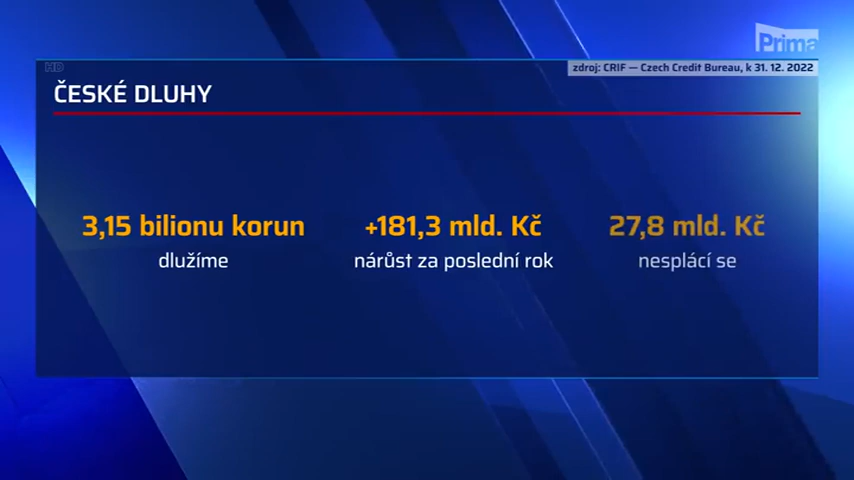 Prima
HD
zdroj: CRIF — Czech Credit Bureau, k 31. 12. 2022
ČESKÉ DLUHY
3,15 bilionu korun
dlužíme
+181,3 mld. Kč
nárůst za poslední rok
27,8 mld. Kč
nesplácí se